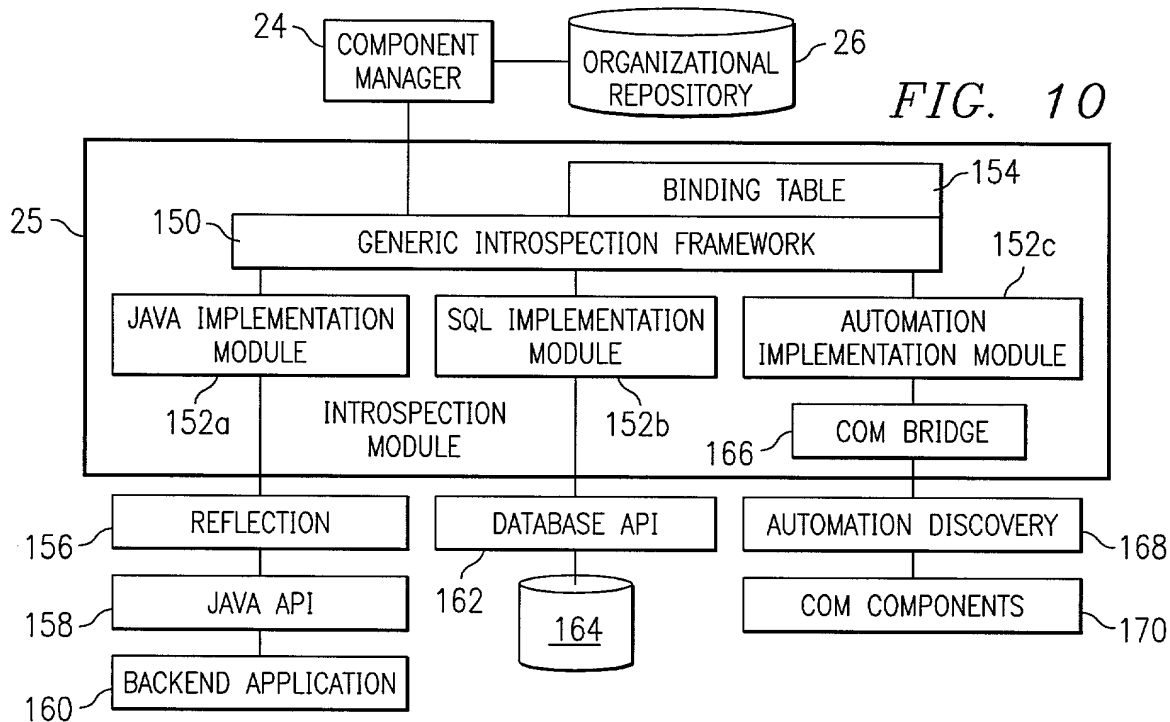 24
COMPONENT
MANAGER
ORGANIZATIONAL
REPOSITORY
26
FIG. 10
25
BINDING TABLE
154
150
GENERIC INTROSPECTION FRAMEWORK
152c
JAVA IMPLEMENTATION
MODULE
SQL IMPLEMENTATION
MODULE
AUTOMATION
IMPLEMENTATION MODULE
152a
INTROSPECTION
MODULE
152b
166
COM BRIDGE
156
REFLECTION
DATABASE API
AUTOMATION DISCOVERY
168
158
JAVA API
162
164
COM COMPONENTS
170
160
BACKEND APPLICATION